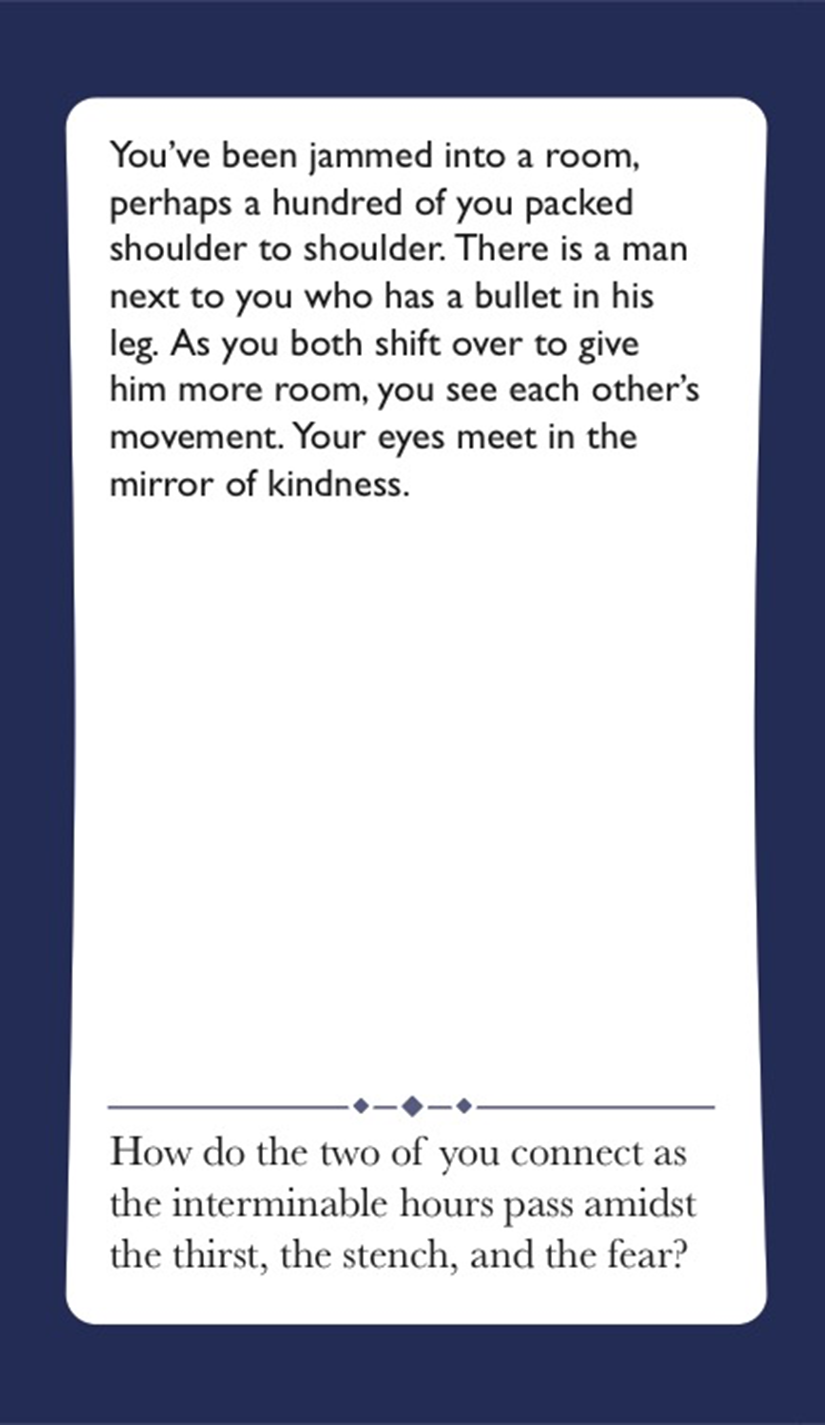 You’ve been jammed into a room,
perhaps a hundred of you packed
shoulder to shoulder. There is a man
next to you who has a bullet in his
leg. As you both shift over to give
him more room, you see each other’s
movement. Your eyes meet in the
mirror of kindness.
How do the two of you connect as
the interminable hours pass amidst
the thirst, the stench, and the fear?